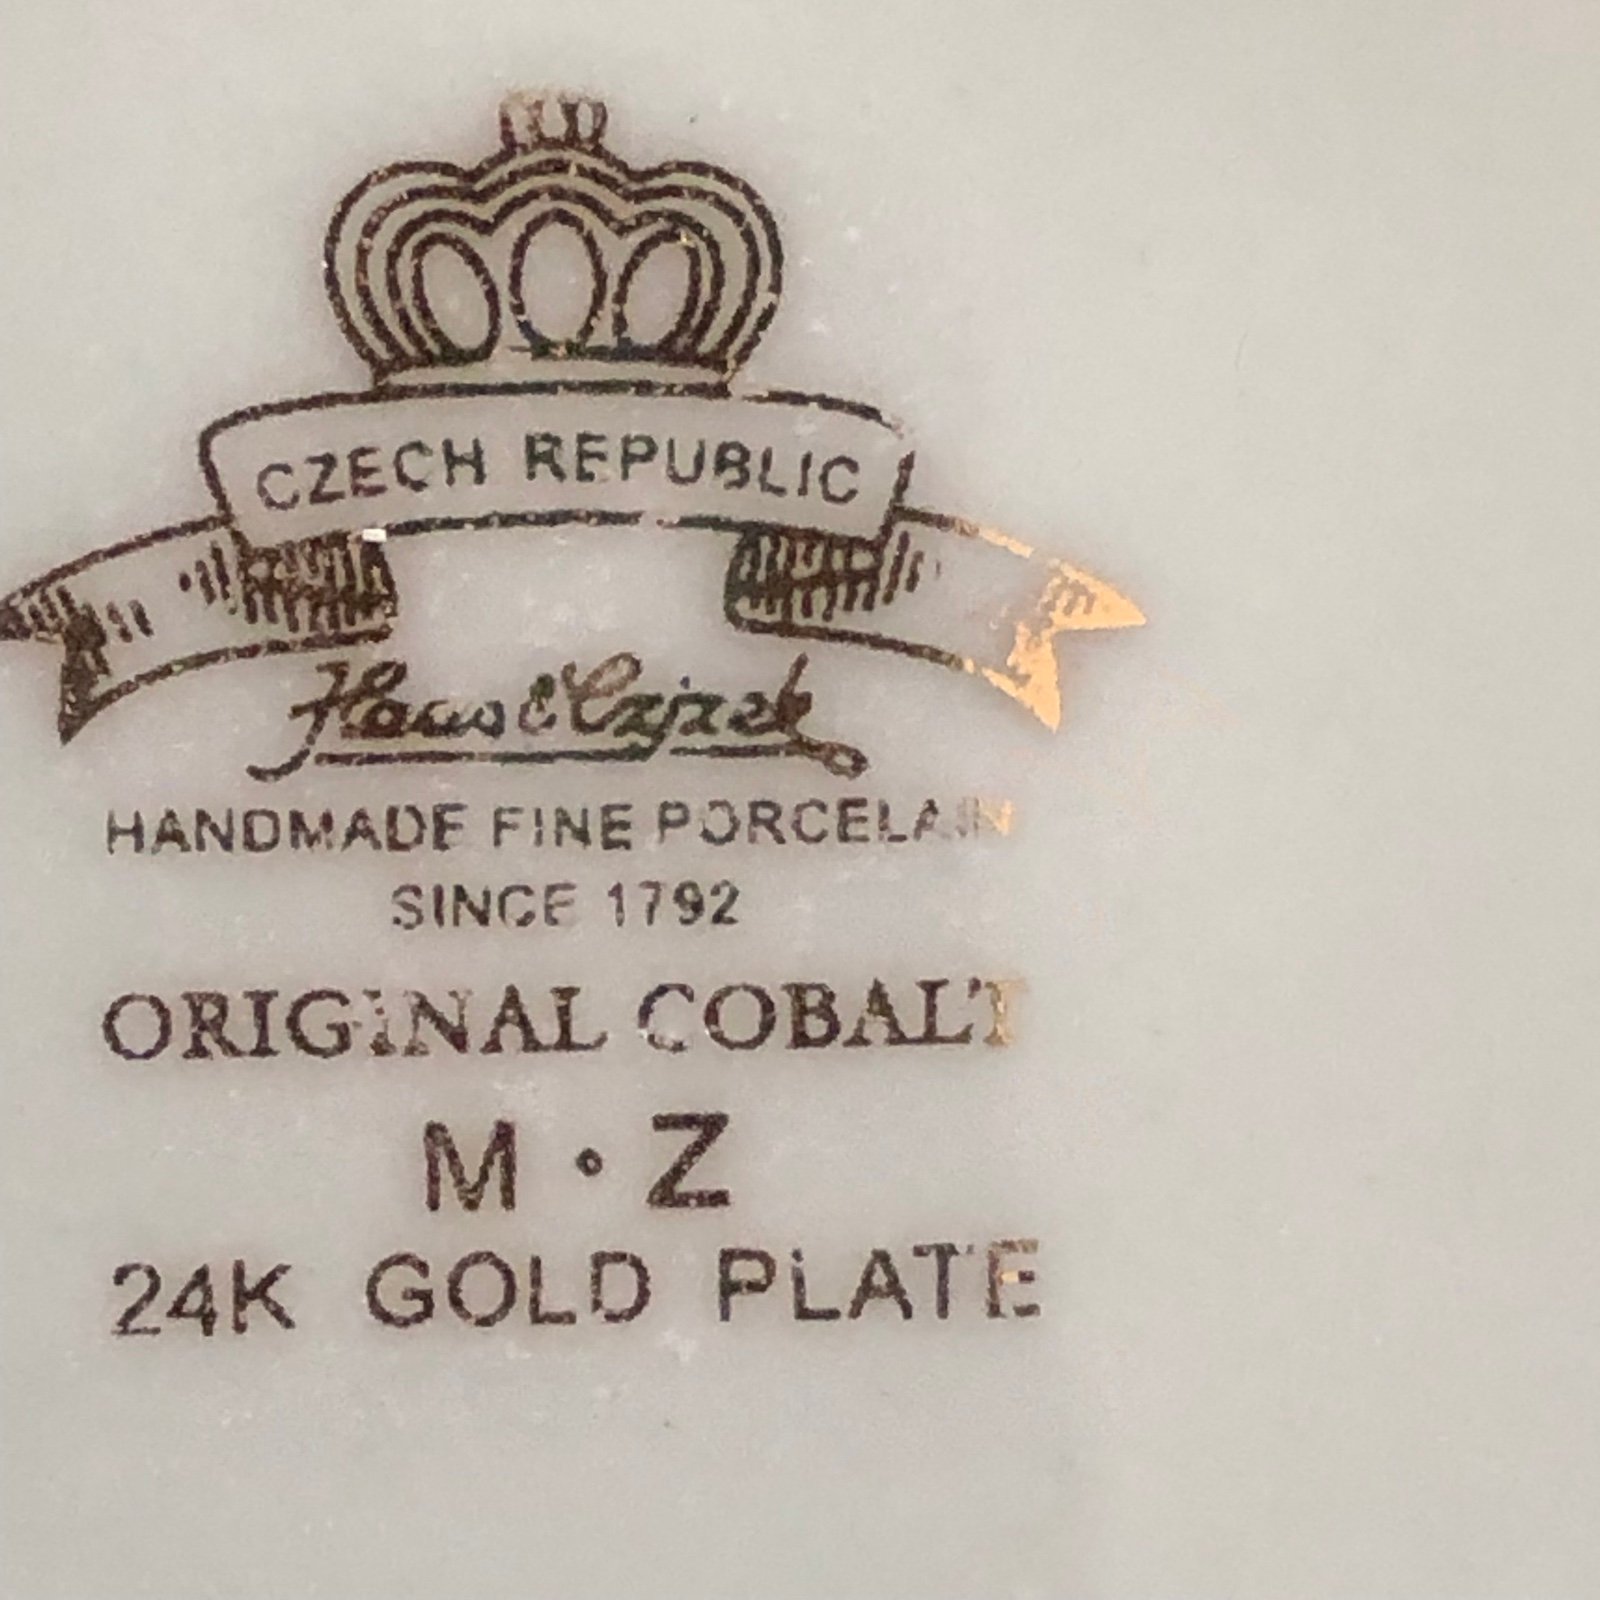 CZECH REPUBLIC
Haas & Czjzek
HANDMADE FINE PORCELAIN
SINCE 1792
ORIGINAL COBALT
M • Z
24K GOLD PLATE